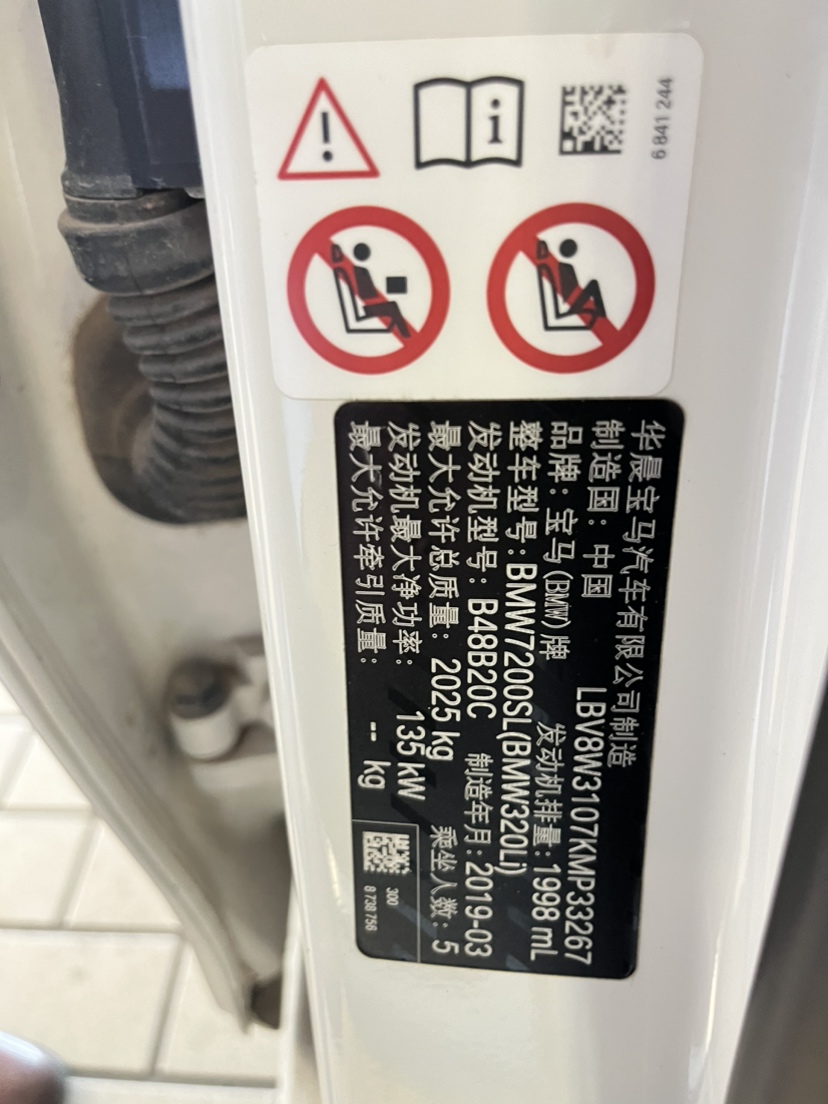 6 841 244
华晨宝马汽车有限公司制造
制造国: 中国 LBV8W3107KMP33267
品牌: 宝马(BMW)牌 发动机排量: 1998 mL
整车型号: BMW7200SL(BMW320Li)
发动机型号: B48B20C 制造年月: 2019-03
最大允许总质量: 2025 kg 乘坐人数: 5
发动机最大净功率: 135 kW
最大允许牵引质量: -- kg
300
8 738 756